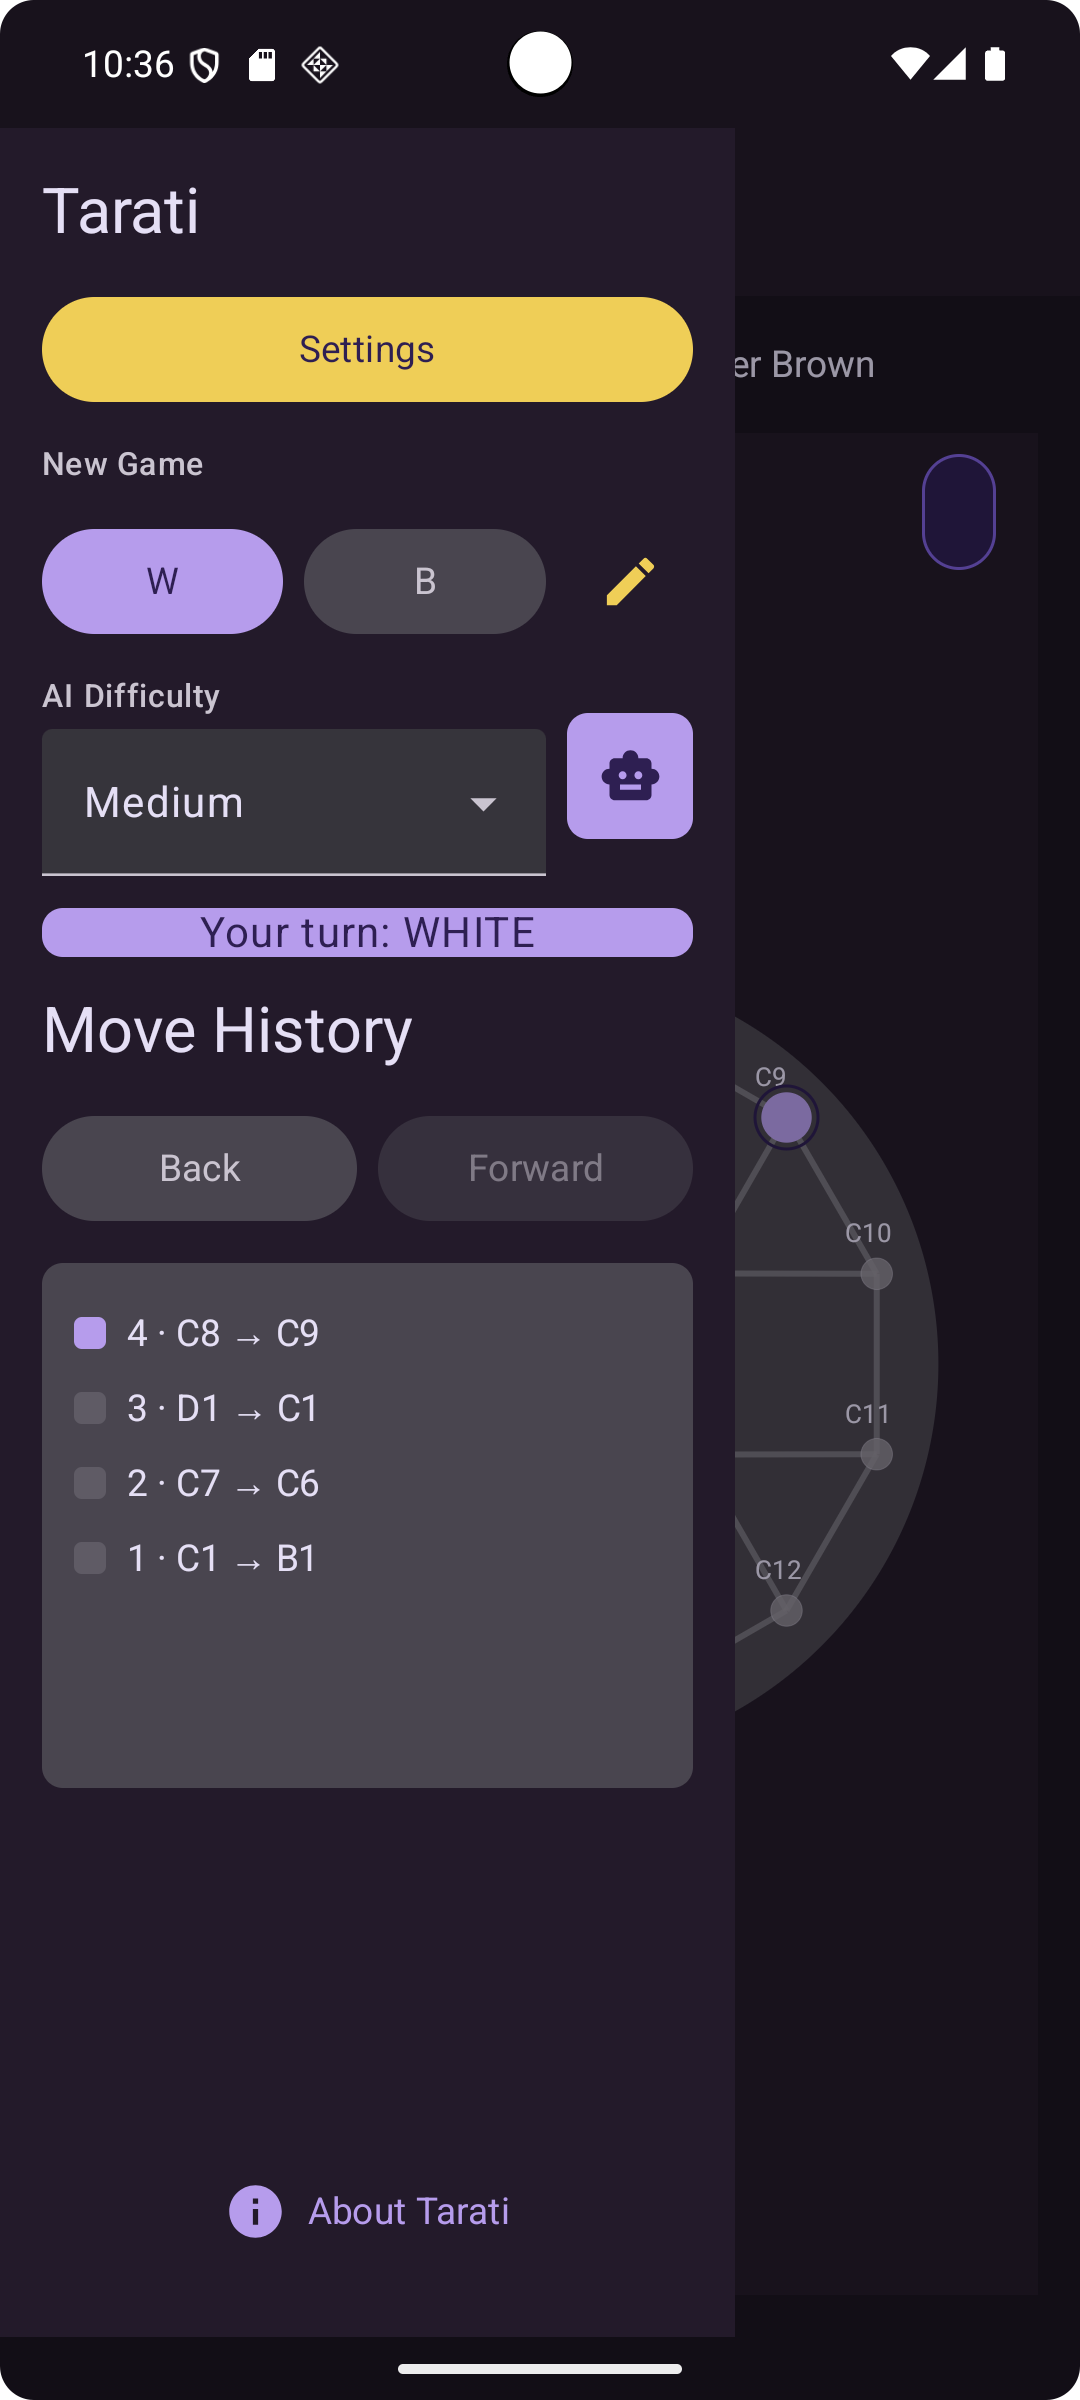 10:36
Tarati
Settings
er Brown
New Game
W
B
AI Difficulty
Medium
Your turn: WHITE
Move History
Back
Forward
4 · C8 → C9
3 · D1 → C1
2 · C7 → C6
1 · C1 → B1
C9
C10
C11
C12
About Tarati